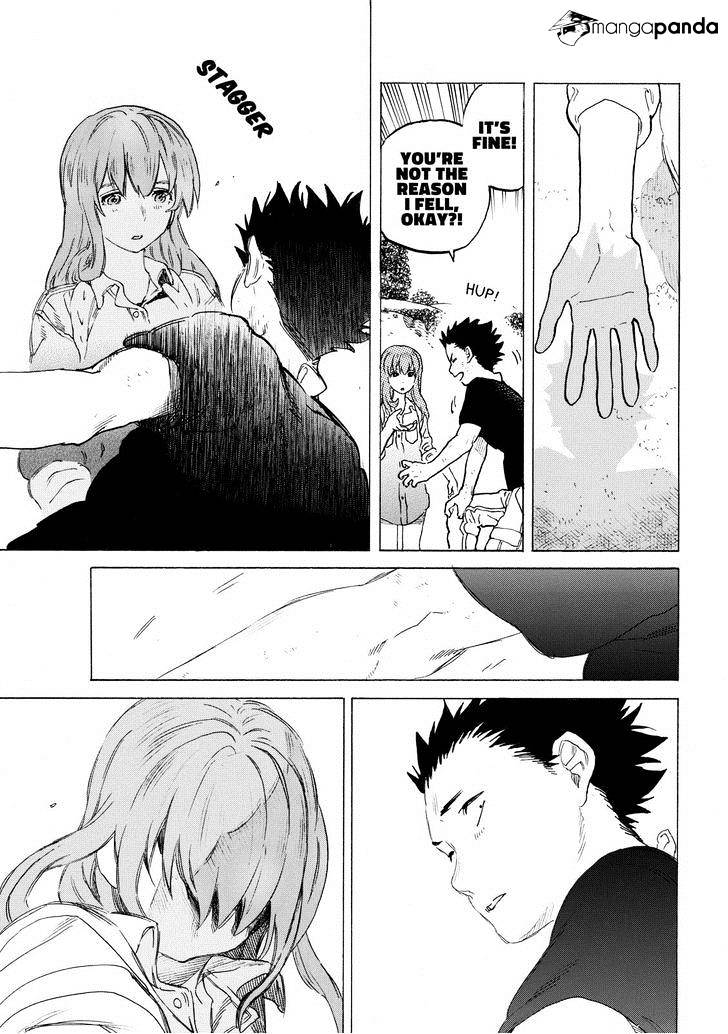 mangapanda
IT'S
FINE!
YOU'RE
NOT THE
REASON
I FELL,
OKAY?!
HUP!
STAGGER